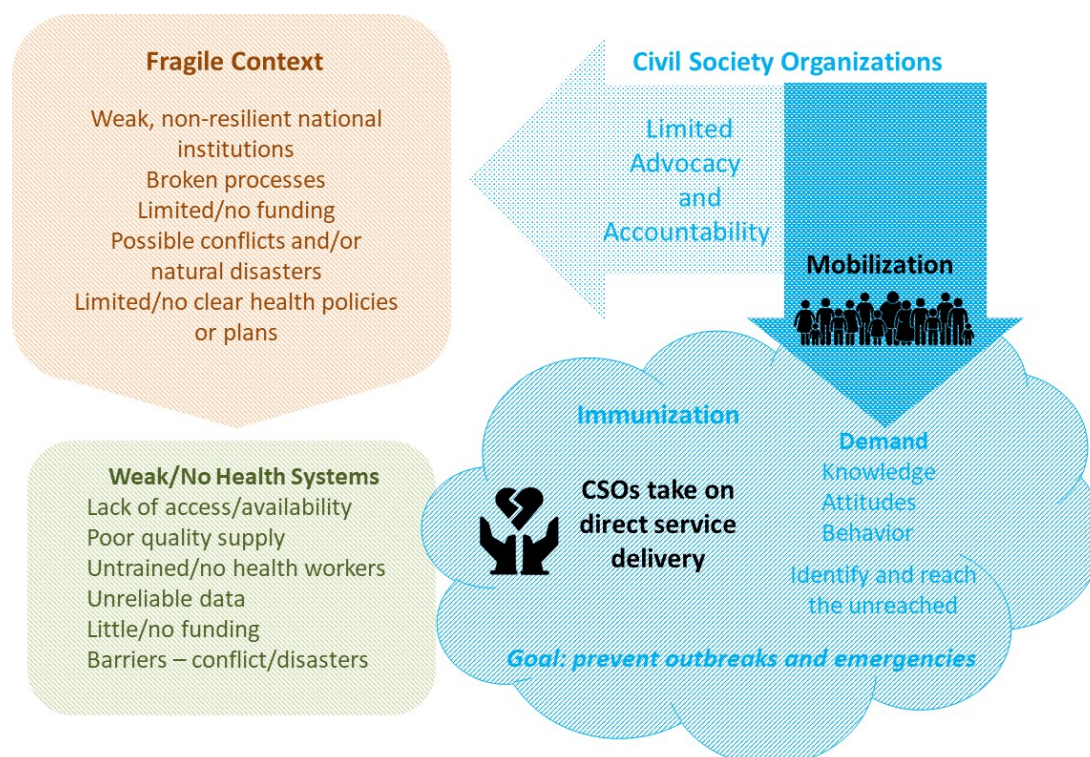 Fragile Context
Weak, non-resilient national
institutions
Broken processes
Limited/no funding
Possible conflicts and/or
natural disasters
Limited/no clear health policies
or plans
Weak/No Health Systems
Lack of access/availability
Poor quality supply
Untrained/no health workers
Unreliable data
Little/no funding
Barriers – conflict/disasters
Civil Society Organizations
Limited
Advocacy
and
Accountability
Mobilization
Immunization
CSOs take on
direct service
delivery
Demand
Knowledge
Attitudes
Behavior
Identify and reach
the unreached
Goal: prevent outbreaks and emergencies